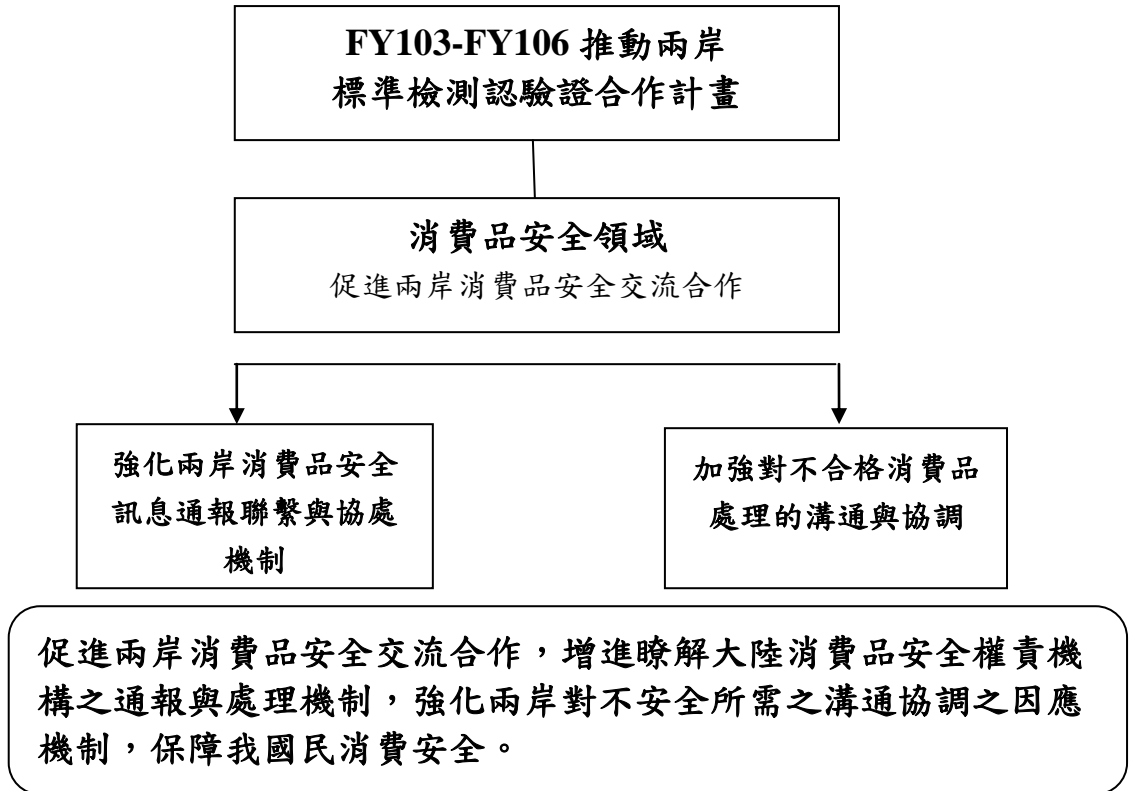 FY103-FY106 推動兩岸
標準檢測認驗證合作計畫
消費品安全領域
促進兩岸消費品安全交流合作
強化兩岸消費品安全
訊息通報聯繫與協處
機制
加強對不合格消費品
處理的溝通與協調
促進兩岸消費品安全交流合作，增進瞭解大陸消費品安全權責機
構之通報與處理機制，強化兩岸對不安全所需之溝通協調之因應
機制，保障我國民消費安全。